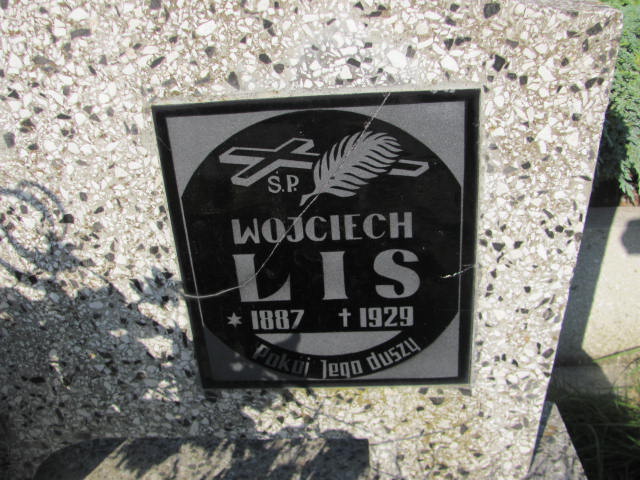 Ś.P.
WOJCIECH
LIS
* 1887 † 1929
Pokój Jego duszy